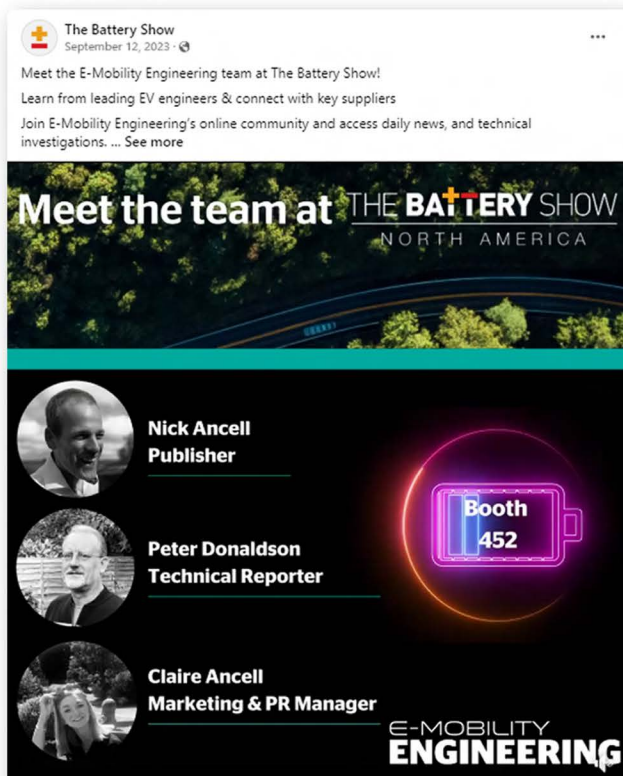 The Battery Show
September 12, 2023 ·
Meet the E-Mobility Engineering team at The Battery Show!
Learn from leading EV engineers & connect with key suppliers
Join E-Mobility Engineering's online community and access daily news, and technical
investigations. ... See more
Meet the team at THE BATTERY SHOW
NORTH AMERICA
Nick Ancell
Publisher
Booth
452
Peter Donaldson
Technical Reporter
Claire Ancell
Marketing & PR Manager
E-MOBILITY
ENGINEERING